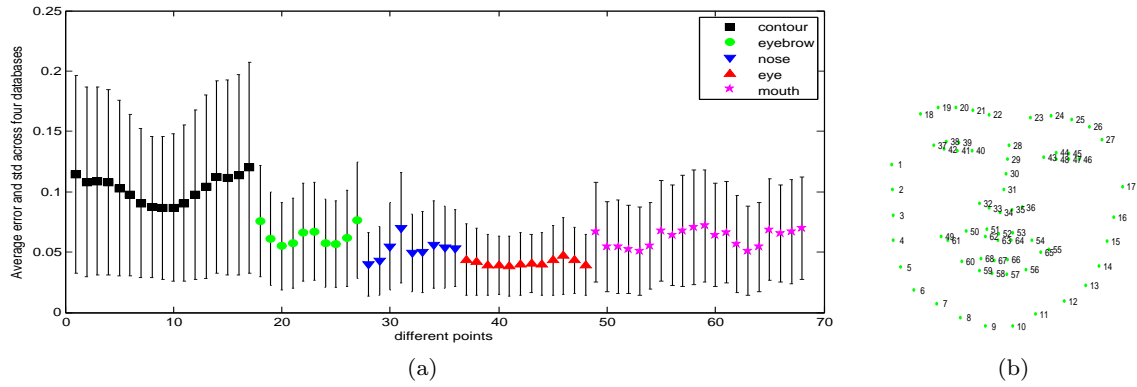 0.25
0.2
0.15
0.1
0.05
0
0 10 20 30 40 50 60 70
Average error and std across four databases
different points
contour
eyebrow
nose
eye
mouth
(a)
18 19 20 21 22 23 24 25 26 27
37 38 39 42 41 40 28 43 44 45 48 47 46
1 29
30
2 31 17
32 33 34 35 36
3 16
49 50 51 52 53 54 55
4 61 62 63 64 65 15
60 68 67 66
5 59 58 57 56 14
6 13
7 12
8 11
9 10
(b)